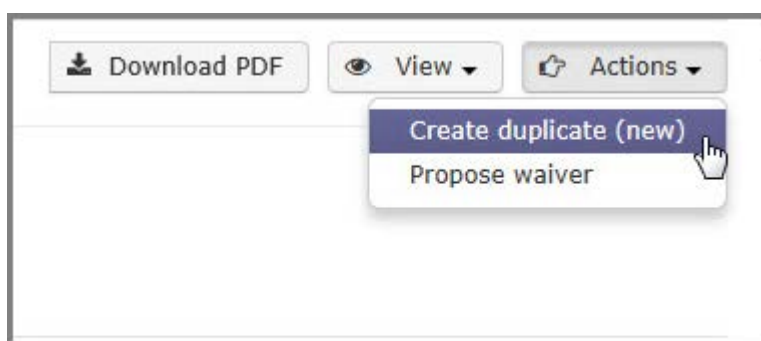 Download PDF View Actions
Create duplicate (new)
Propose waiver